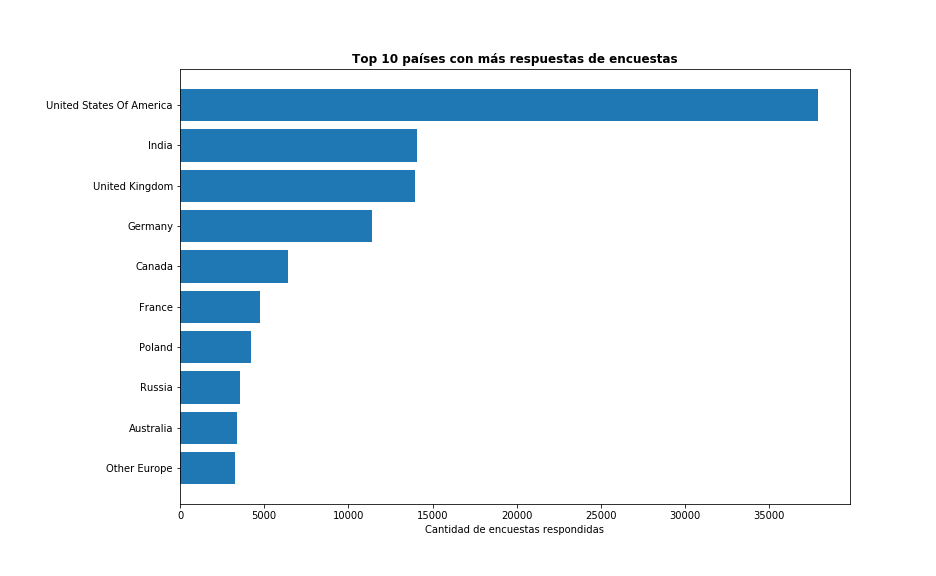 Top 10 países con más respuestas de encuestas
United States Of America
India
United Kingdom
Germany
Canada
France
Poland
Russia
Australia
Other Europe
0 5000 10000 15000 20000 25000 30000 35000
Cantidad de encuestas respondidas